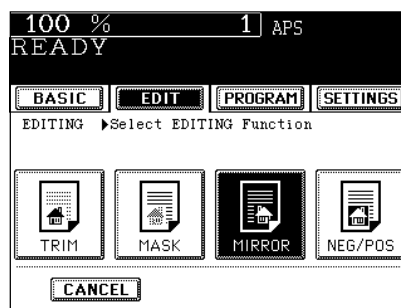 100 % 1 APS
READY
BASIC EDIT PROGRAM SETTINGS
EDITING ▶Select EDITING Function
TRIM MASK MIRROR NEG/POS
CANCEL